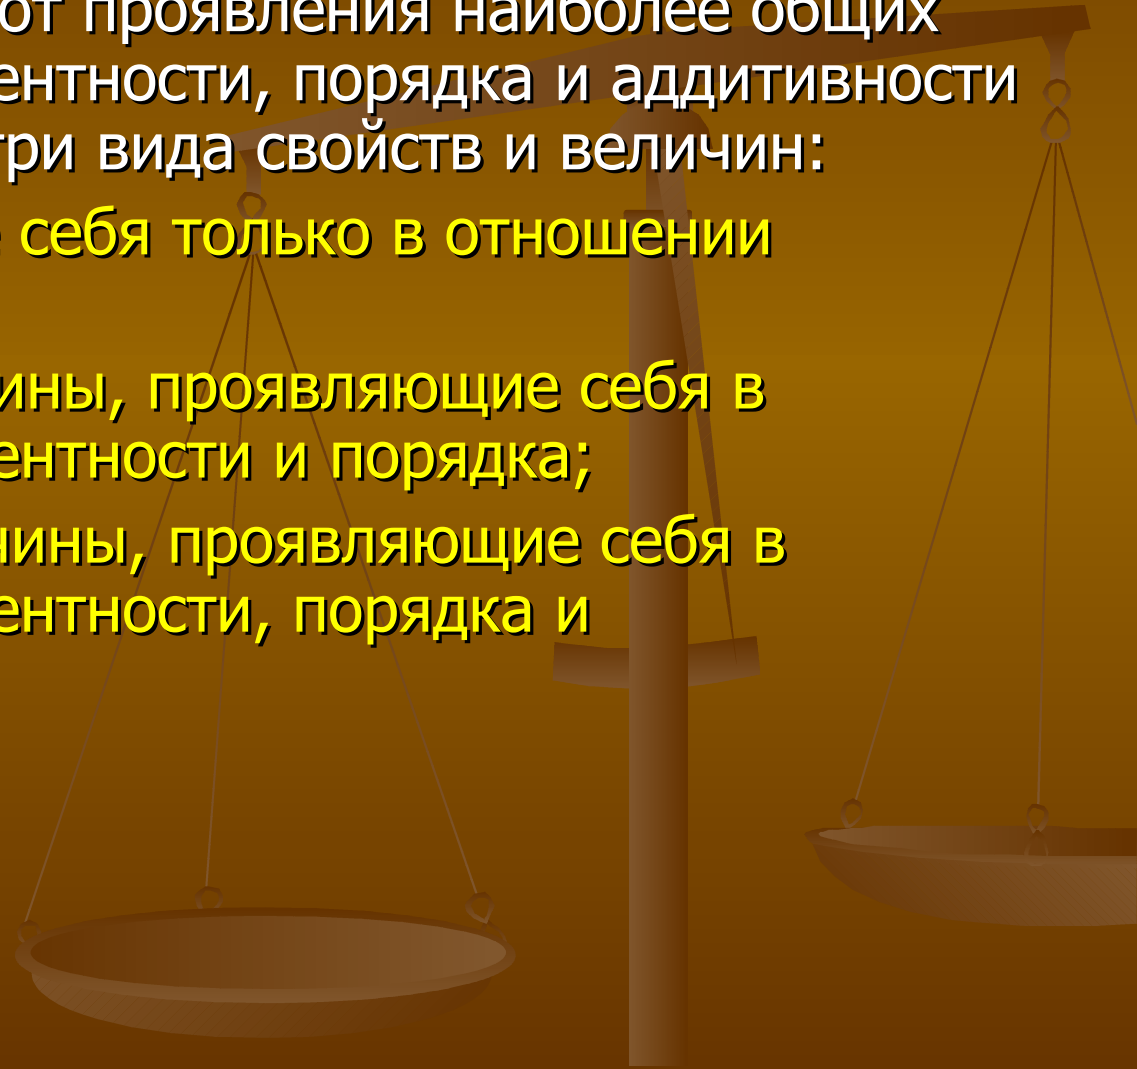 от проявления наиболее общих
ентности, порядка и аддитивности
три вида свойств и величин:
е себя только в отношении
ины, проявляющие себя в
ентности и порядка;
чины, проявляющие себя в
ентности, порядка и